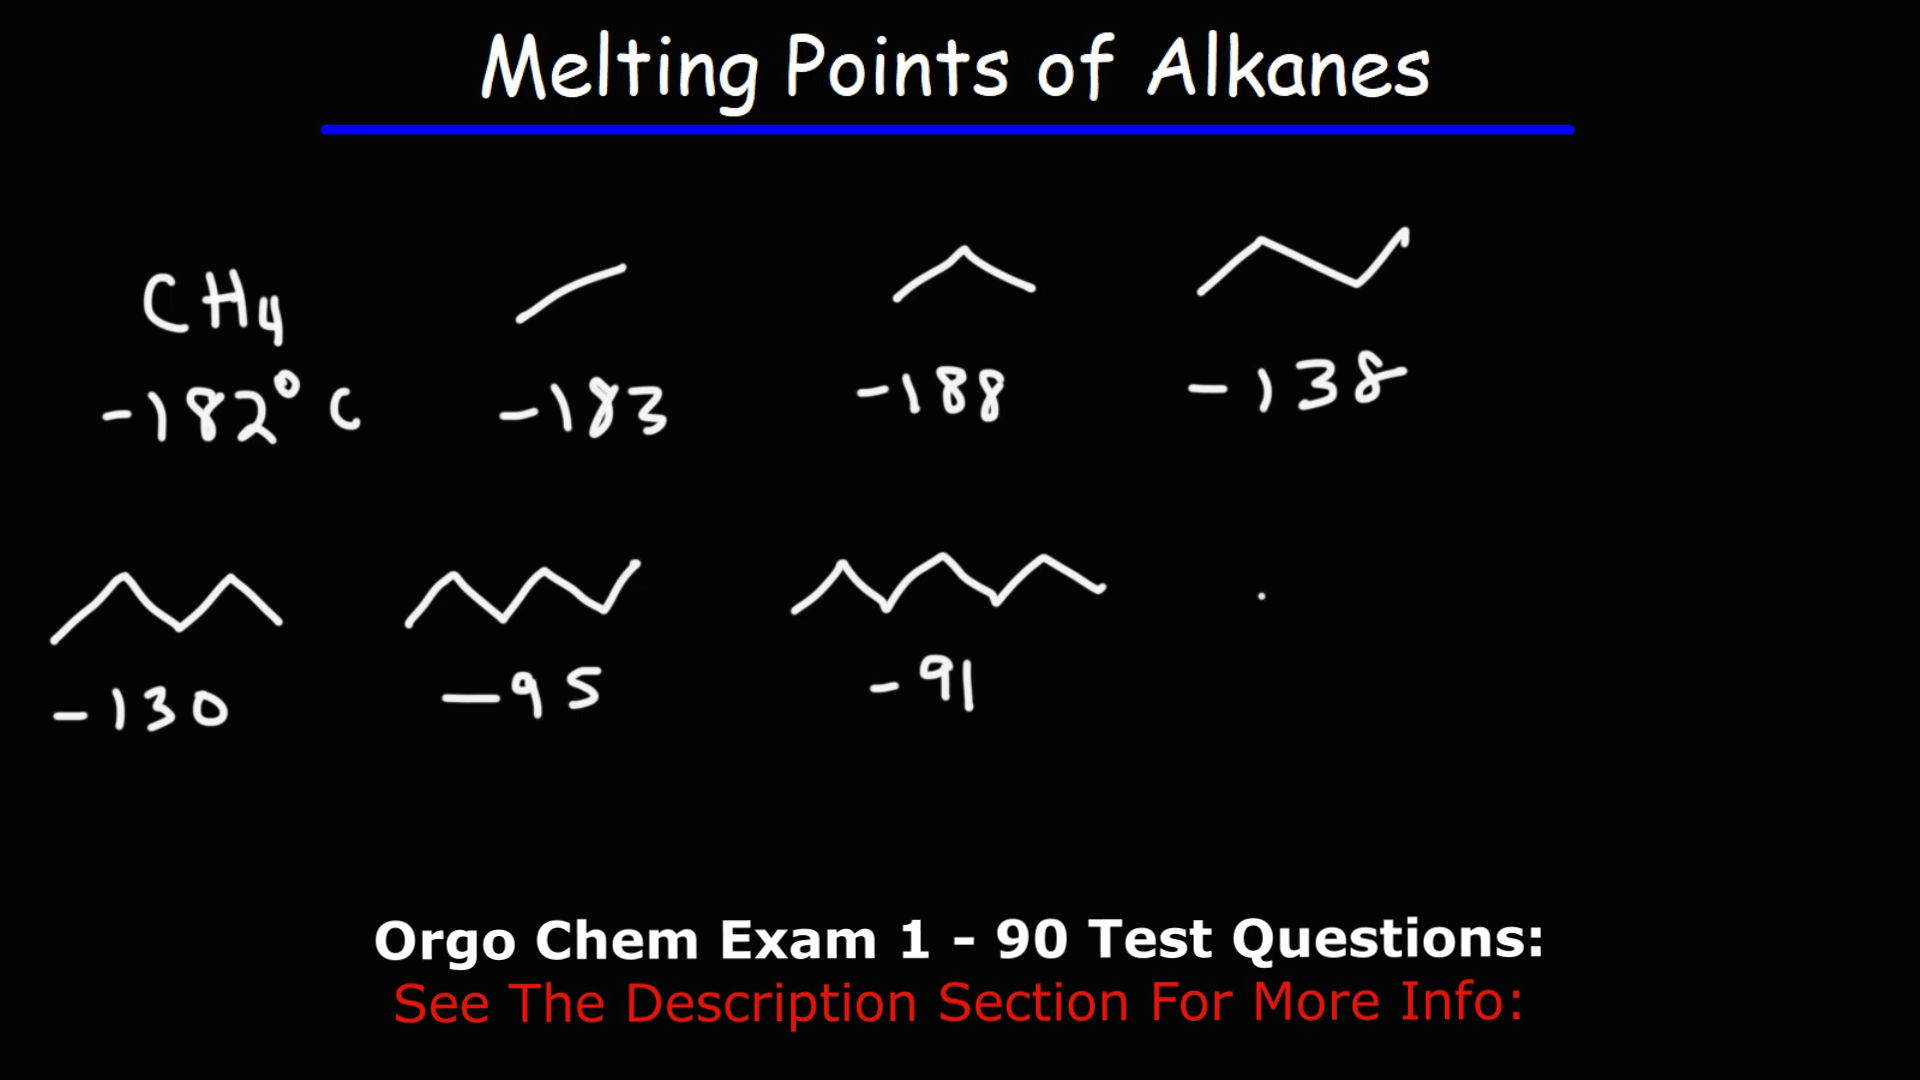 Melting Points of Alkanes
CH4
-182° C -183 -188 -138
-130 -95 -91
Orgo Chem Exam 1 - 90 Test Questions:
See The Description Section For More Info: